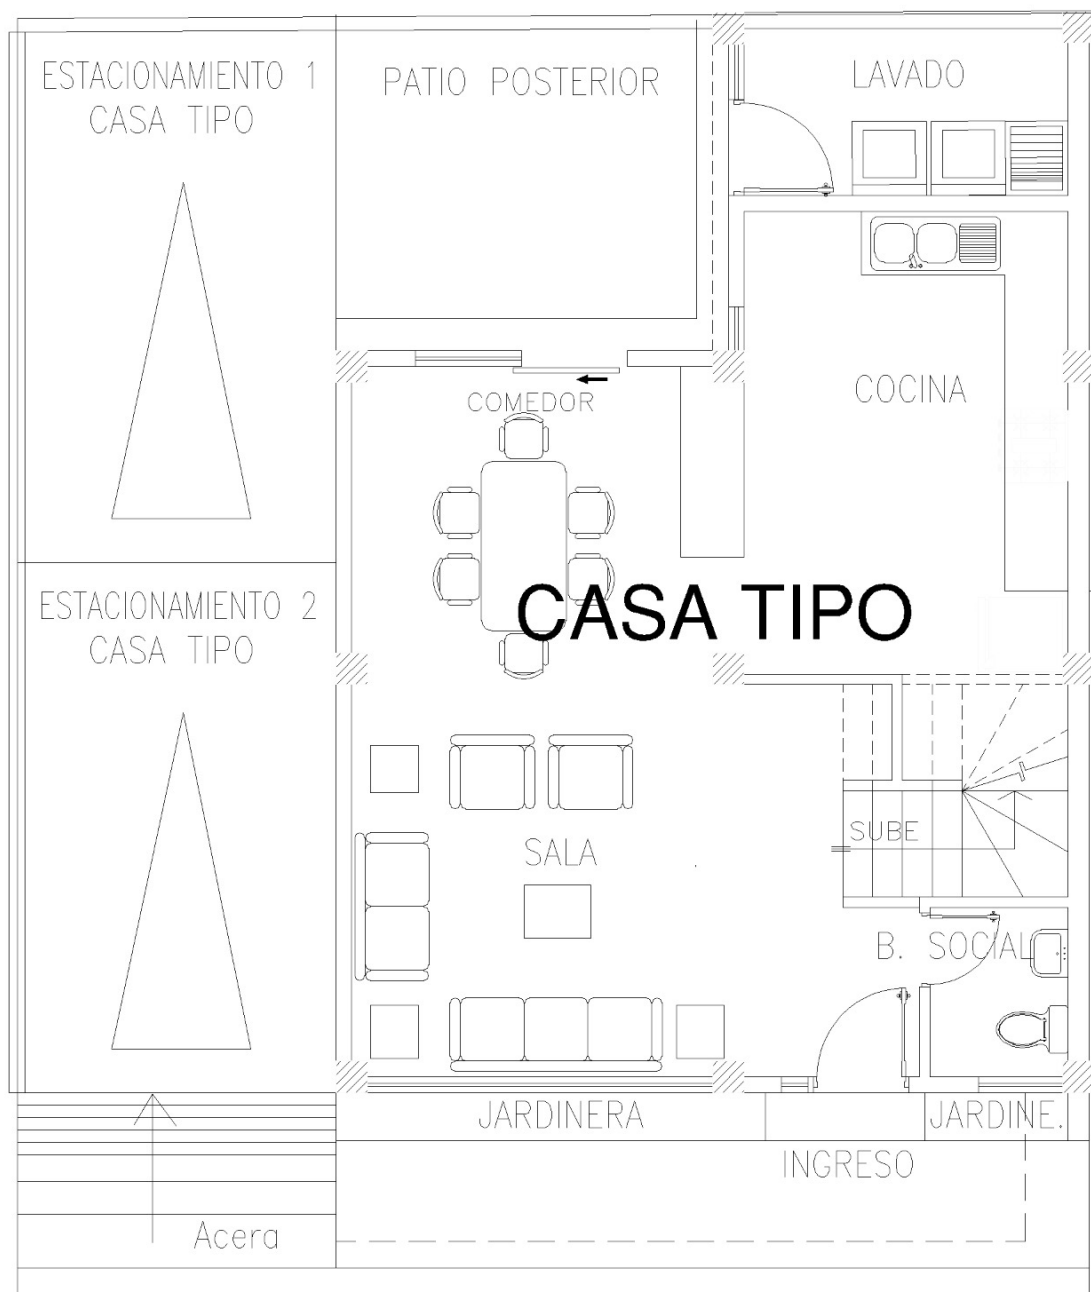 ESTACIONAMIENTO 1
CASA TIPO
PATIO POSTERIOR
LAVADO
COCINA
COMEDOR
CASA TIPO
ESTACIONAMIENTO 2
CASA TIPO
SUBE
SALA
B. SOCIAL
JARDINERA
JARDINE.
INGRESO
Acera